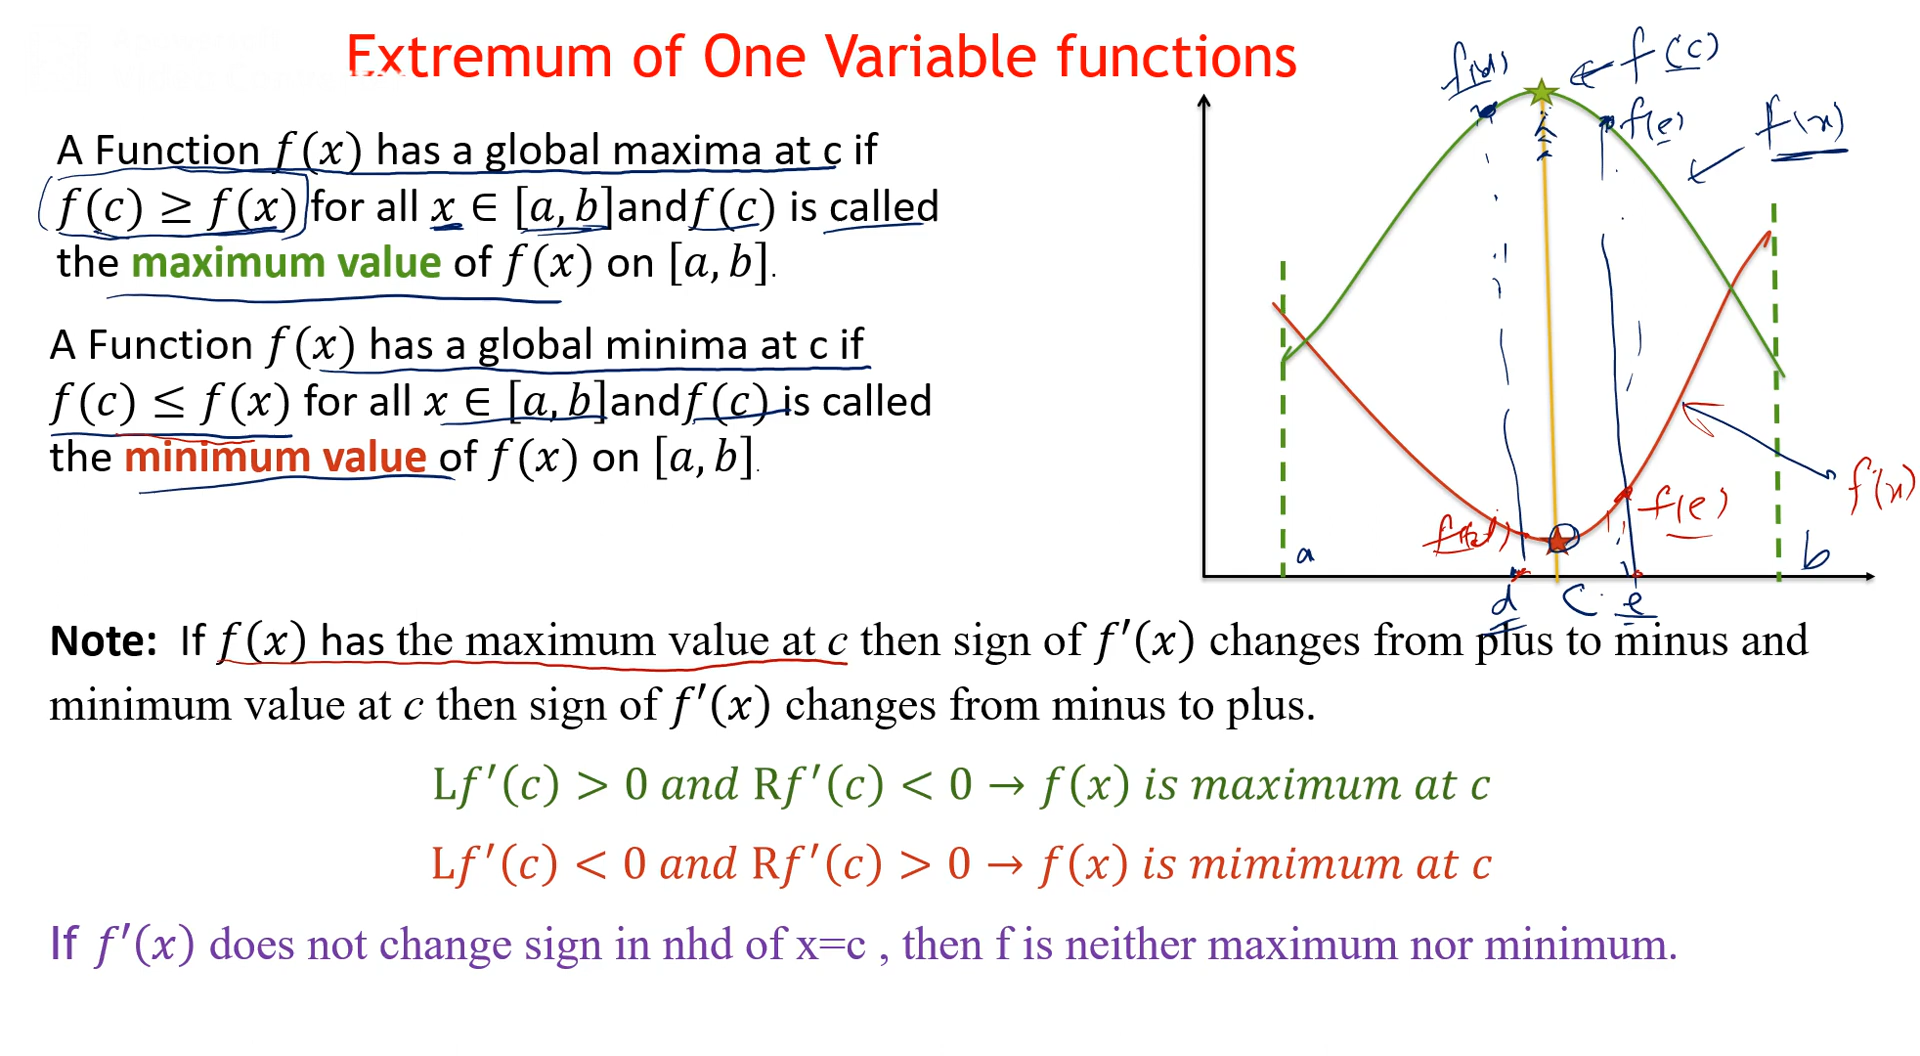 Extremum of One Variable functions
A Function f(x) has a global maxima at c if
f(c) ≥ f(x) for all x ∈ [a, b]andf(c) is called
the maximum value of f(x) on [a, b].
A Function f(x) has a global minima at c if
f(c) ≤ f(x) for all x ∈ [a, b]andf(c) is called
the minimum value of f(x) on [a, b].
f(d)
f(c)
f(e)
f(x)
f(d)
f(e)
f(x)
a
b
d
c
e
Note: If f(x) has the maximum value at c then sign of f′(x) changes from plus to minus and
minimum value at c then sign of f′(x) changes from minus to plus.
Lf′(c) > 0 and Rf′(c) < 0 → f(x) is maximum at c
Lf′(c) < 0 and Rf′(c) > 0 → f(x) is mimimum at c
If f′(x) does not change sign in nhd of x=c , then f is neither maximum nor minimum.